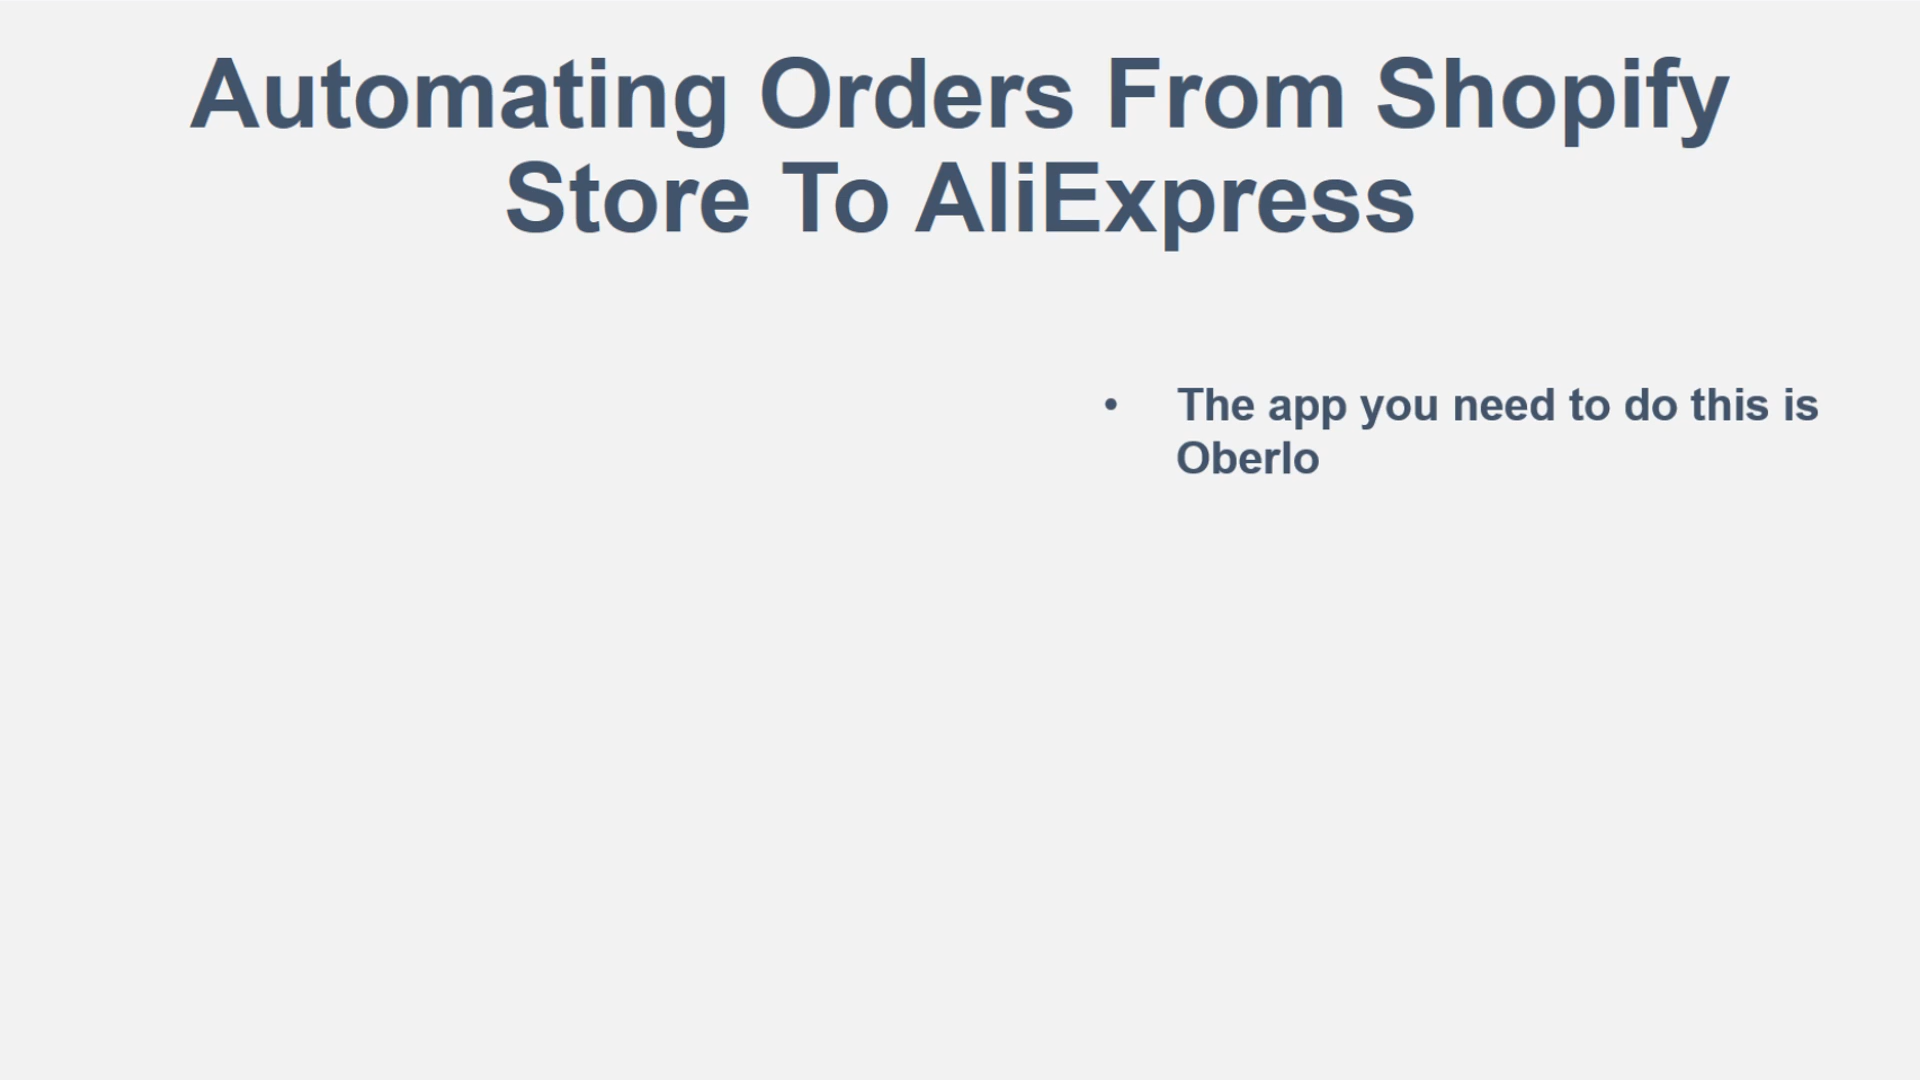 Automating Orders From Shopify
Store To AliExpress
• The app you need to do this is
Oberlo